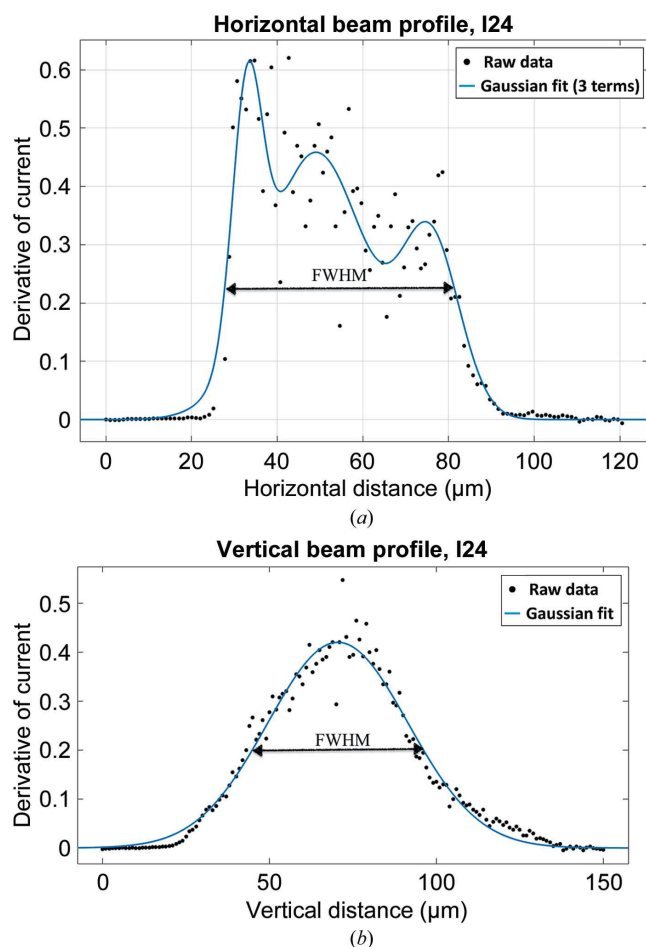 Horizontal beam profile, I24
Raw data
Gaussian fit (3 terms)
Derivative of current
0.6
0.5
0.4
0.3
0.2
0.1
0
FWHM
0 20 40 60 80 100 120
Horizontal distance (μm)
(a)
Vertical beam profile, I24
Raw data
Gaussian fit
Derivative of current
0.5
0.4
0.3
0.2
0.1
0
FWHM
0 50 100 150
Vertical distance (μm)
(b)